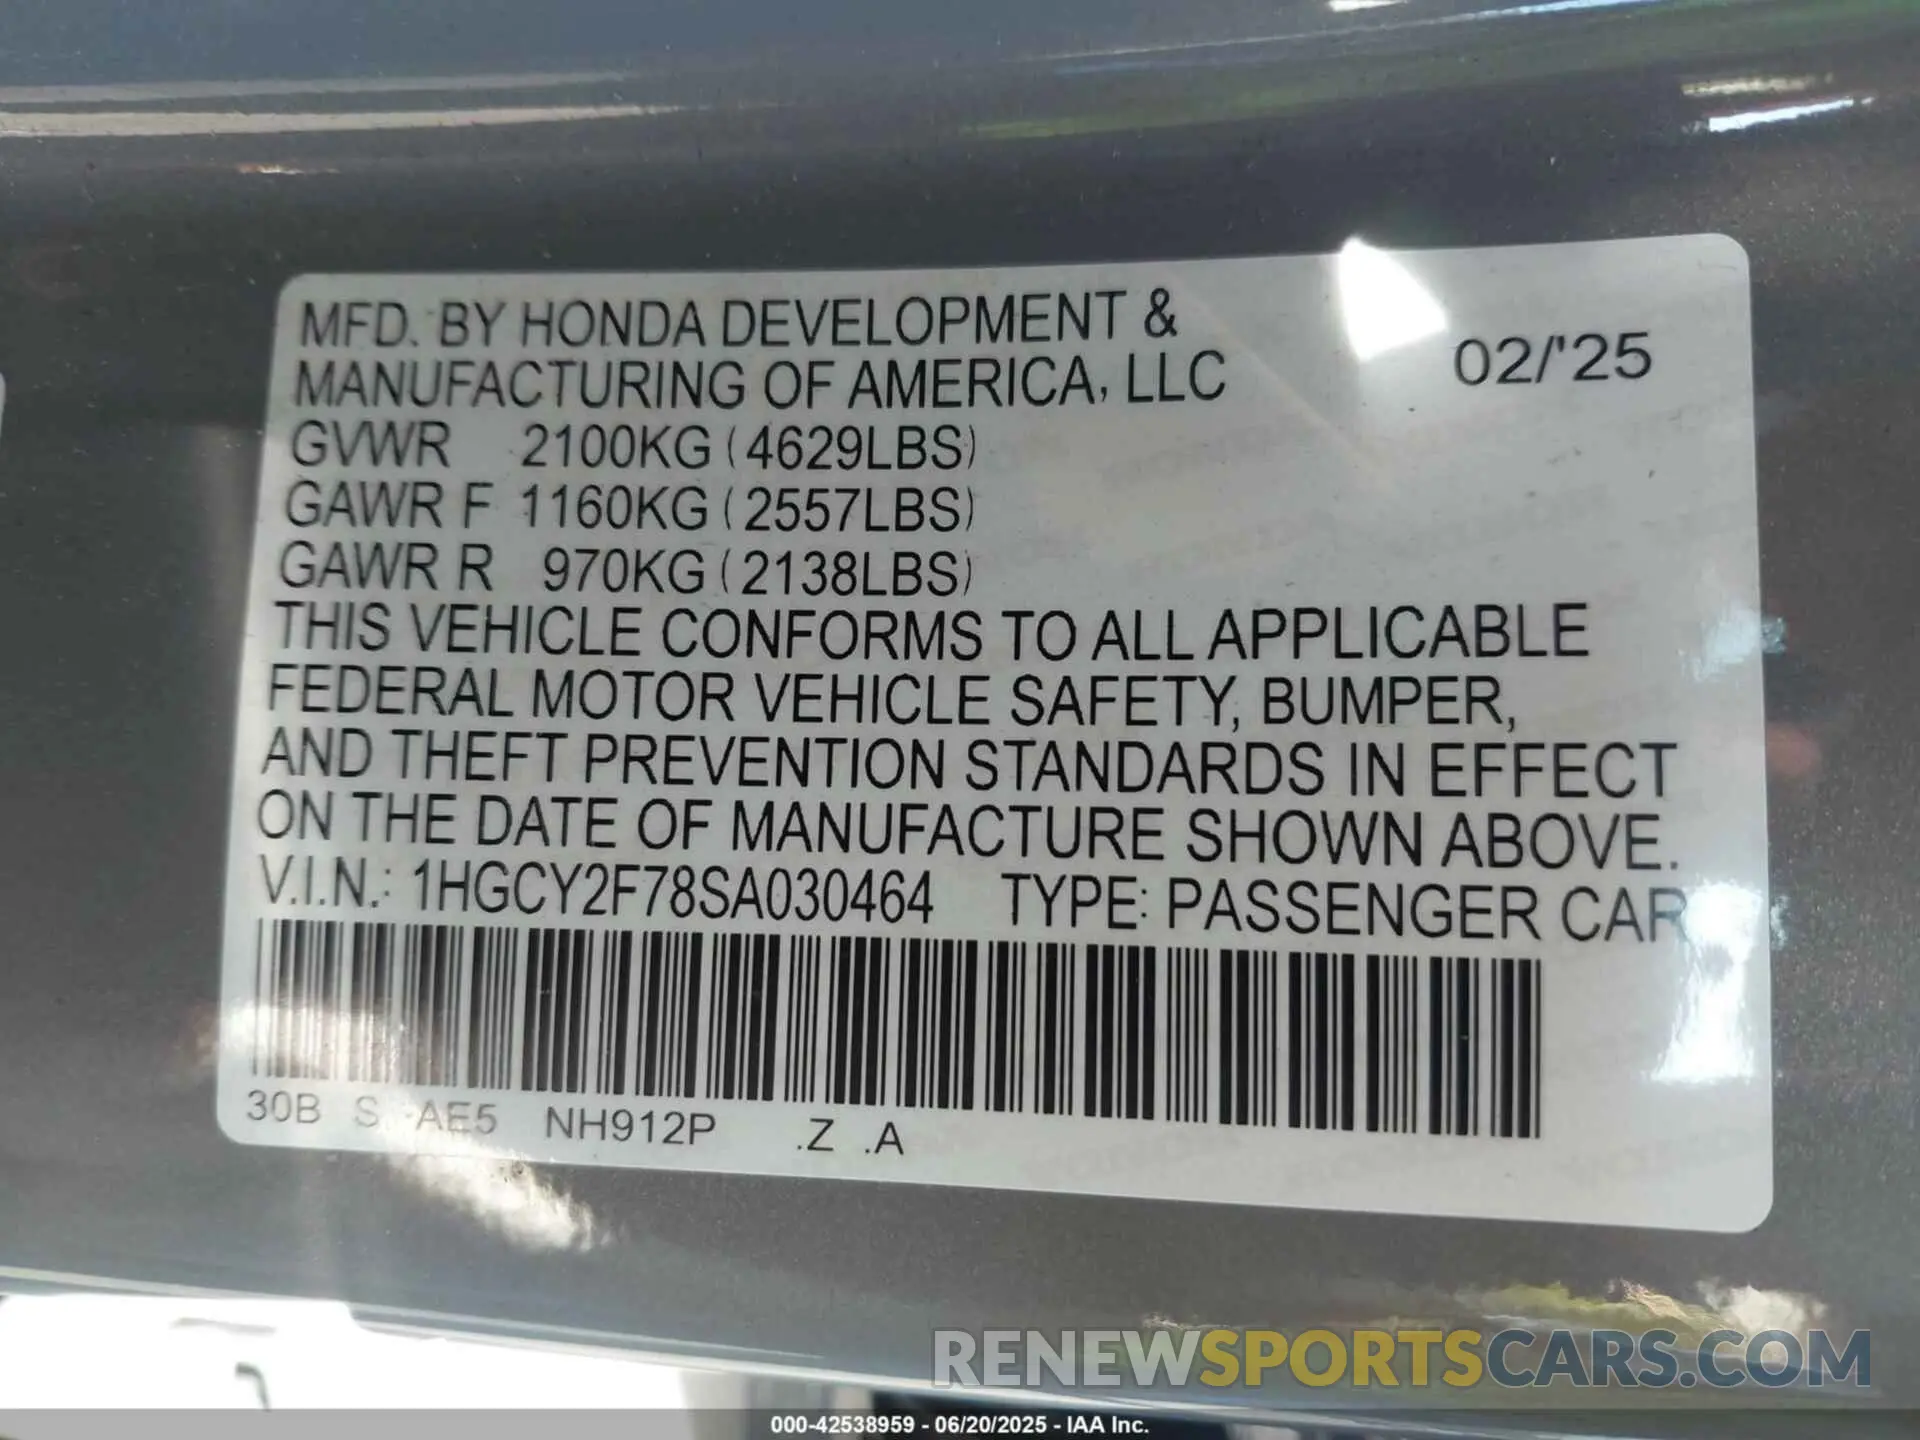 MFD. BY HONDA DEVELOPMENT &
MANUFACTURING OF AMERICA, LLC
02/'25
GVWR 2100KG (4629LBS)
GAWR F 1160KG (2557LBS)
GAWR R 970KG (2138LBS)
THIS VEHICLE CONFORMS TO ALL APPLICABLE
FEDERAL MOTOR VEHICLE SAFETY, BUMPER,
AND THEFT PREVENTION STANDARDS IN EFFECT
ON THE DATE OF MANUFACTURE SHOWN ABOVE.
V.I.N.: 1HGCY2F78SA030464 TYPE: PASSENGER CAR
30B S AE5 NH912P .Z .A
RENEWSPORTSCARS.COM
000-42538959 - 06/20/2025 - IAA Inc.